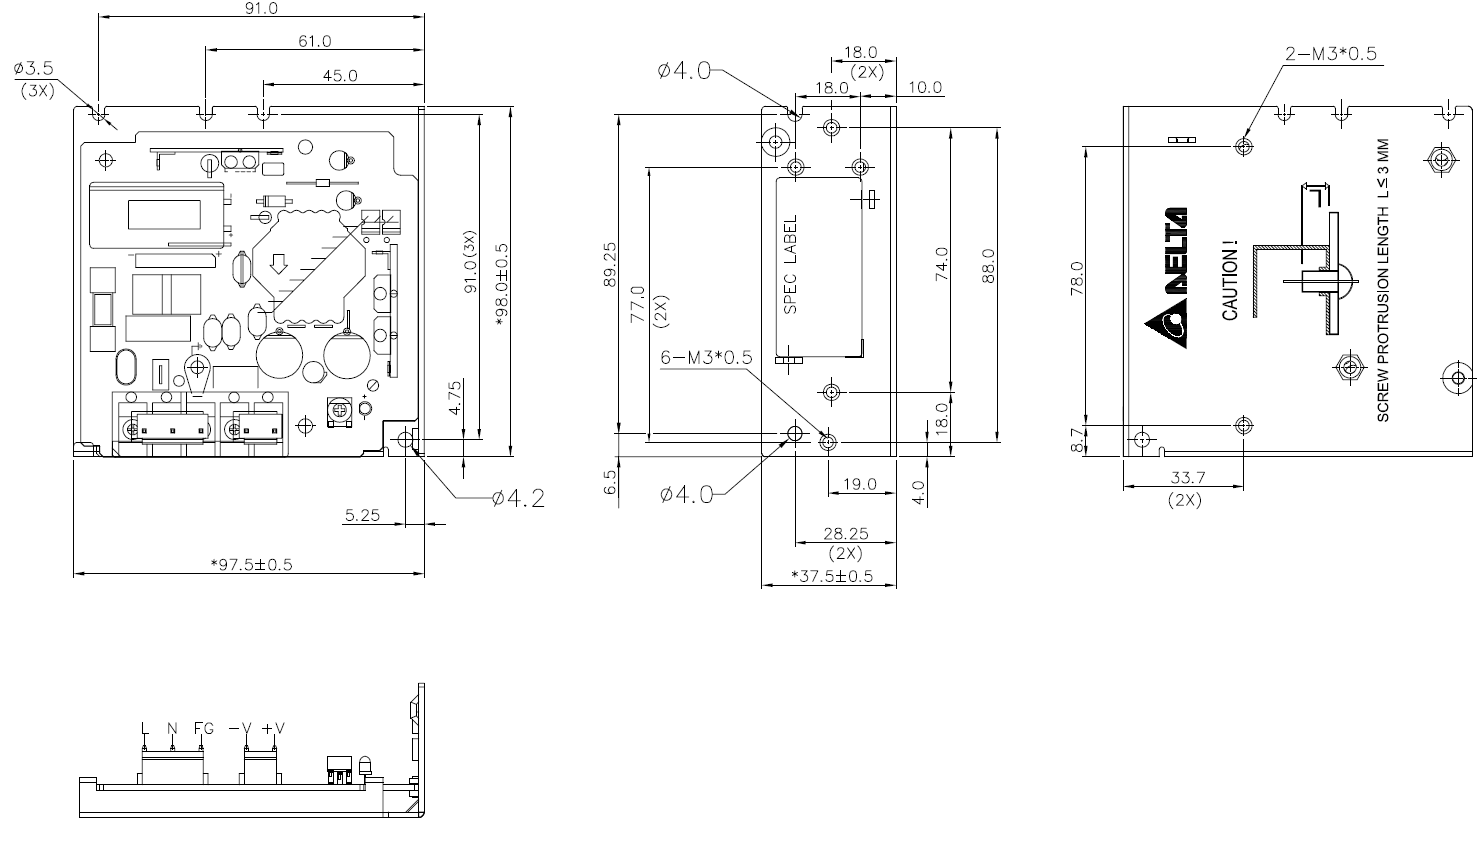 91.0
61.0
45.0
ø3.5
(3X)
91.0(3X)
*98.0±0.5
4.75
ø4.2
5.25
*97.5±0.5
18.0
(2X)
ø4.0
18.0
10.0
89.25
77.0
(2X)
SPEC LABEL
74.0
88.0
6-M3*0.5
18.0
6.5
ø4.0
19.0
4.0
28.25
(2X)
*37.5±0.5
2-M3*0.5
78.0
DELTA
CAUTION!
SCREW PROTRUSION LENGTH L≤3 MM
L
8.7
33.7
(2X)
L N FG -V +V